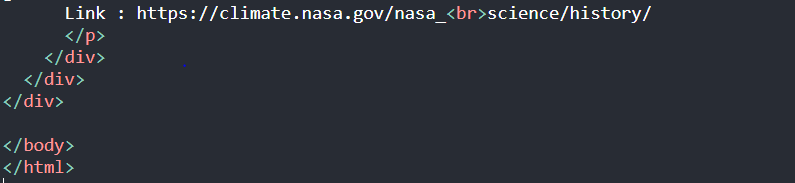 Link : https://climate.nasa.gov/nasa_<br>science/history/
</p>
</div>
</div>
</div>
</body>
</html>